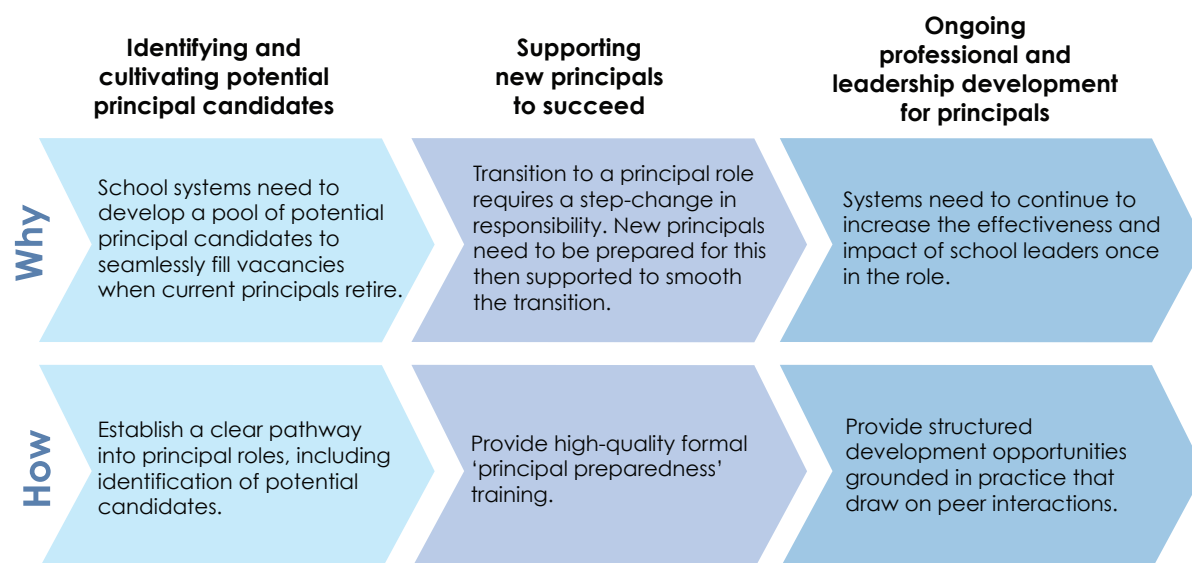 Identifying and
cultivating potential
principal candidates
Supporting
new principals
to succeed
Ongoing
professional and
leadership development
for principals
Why
School systems need to
develop a pool of potential
principal candidates to
seamlessly fill vacancies
when current principals retire.
Transition to a principal role
requires a step-change in
responsibility. New principals
need to be prepared for this
then supported to smooth
the transition.
Systems need to continue to
increase the effectiveness and
impact of school leaders once
in the role.
How
Establish a clear pathway
into principal roles, including
identification of potential
candidates.
Provide high-quality formal
‘principal preparedness’
training.
Provide structured
development opportunities
grounded in practice that
draw on peer interactions.